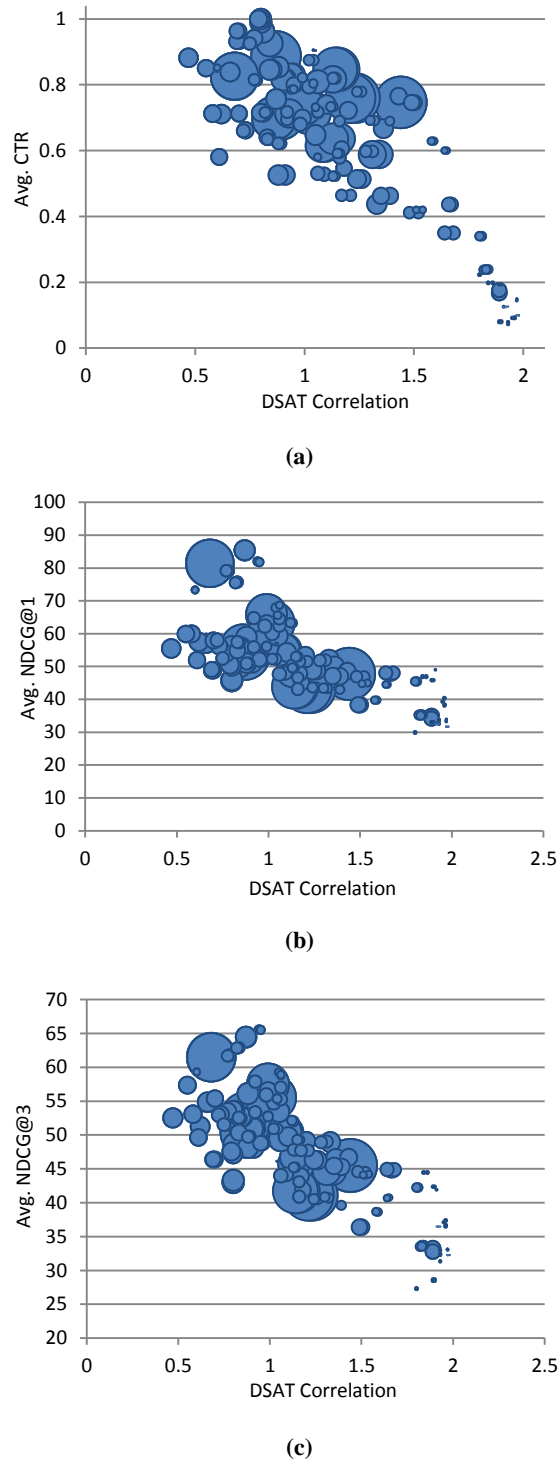 1
0.8
0.6
0.4
0.2
0
Avg. CTR
0 0.5 1 1.5 2
DSAT Correlation
(a)
100
90
80
70
60
50
40
30
20
10
0
Avg. NDCG@1
0 0.5 1 1.5 2 2.5
DSAT Correlation
(b)
70
65
60
55
50
45
40
35
30
25
20
Avg. NDCG@3
0 0.5 1 1.5 2 2.5
DSAT Correlation
(c)